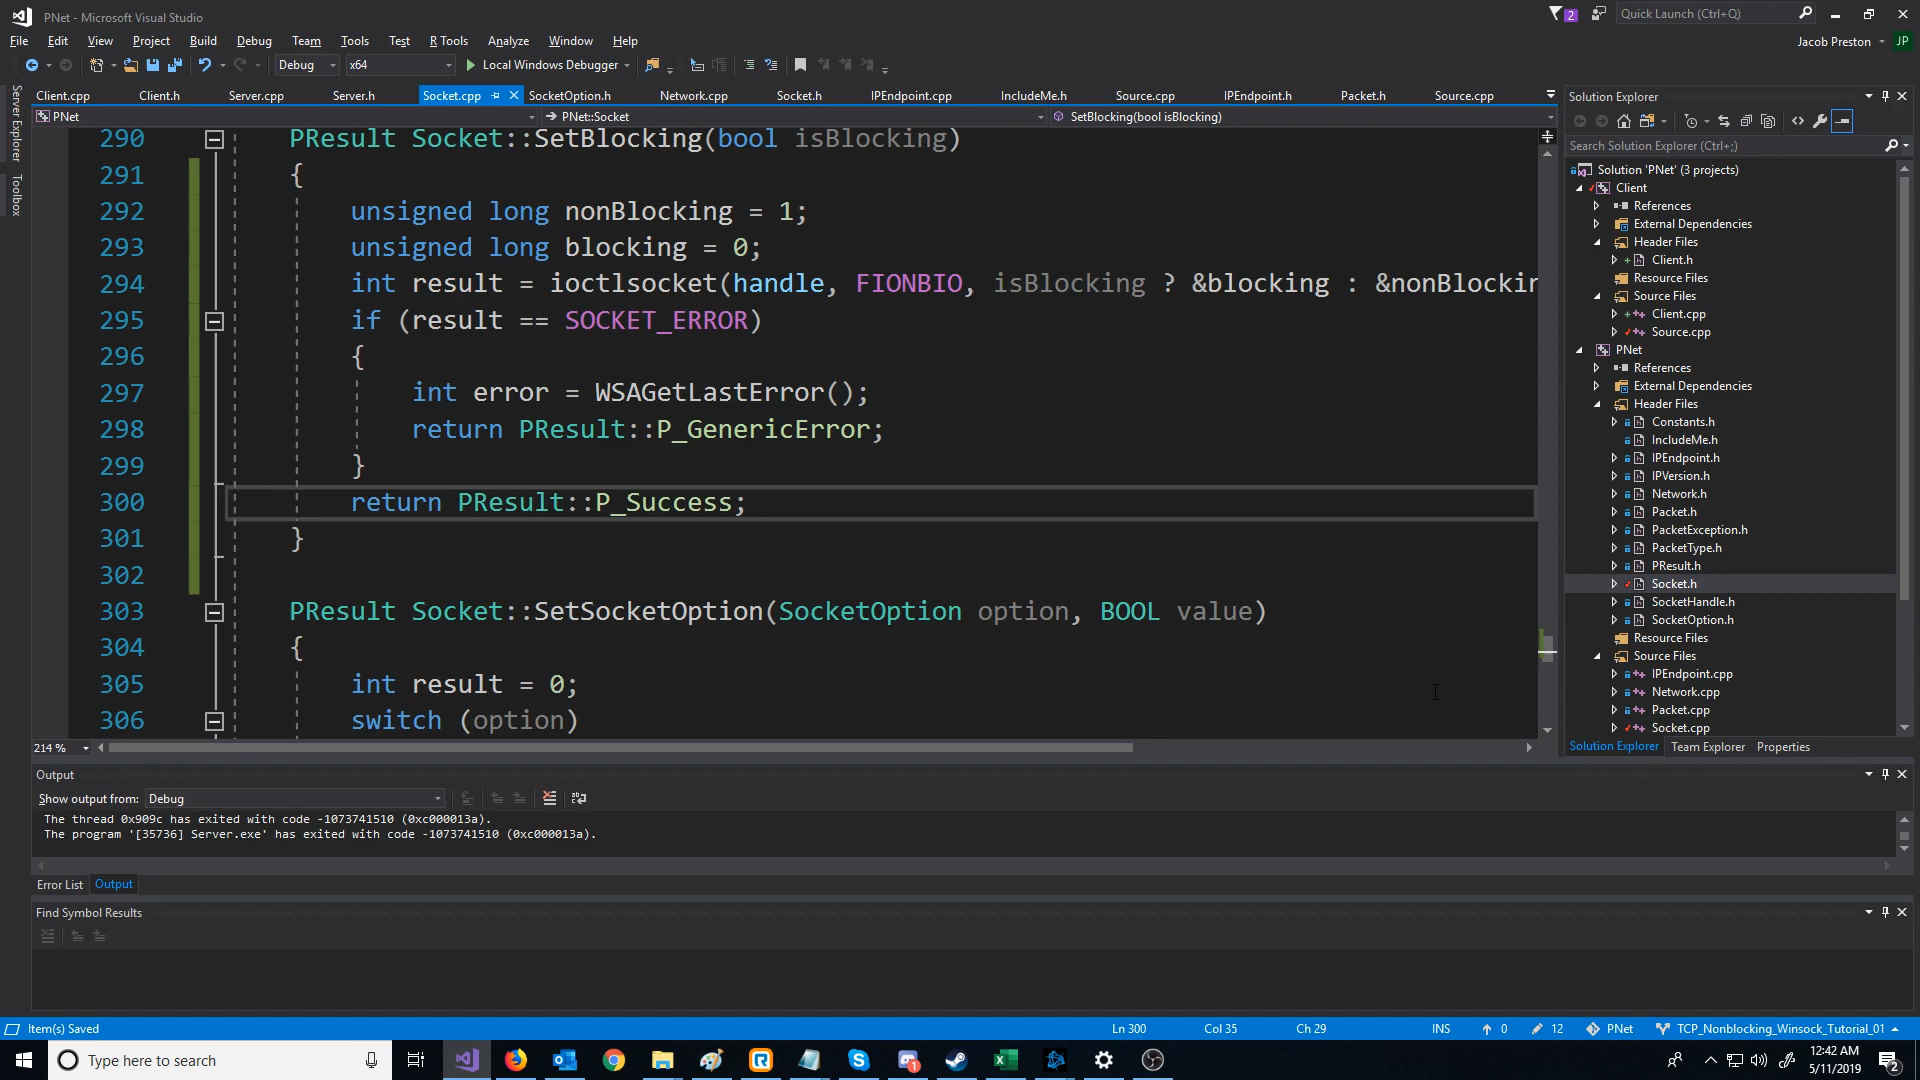 PNet - Microsoft Visual Studio
2
Quick Launch (Ctrl+Q)
File Edit View Project Build Debug Team Tools Test R Tools Analyze Window Help
Jacob Preston JP
Debug x64 Local Windows Debugger
Server Explorer
Toolbox
Client.cpp Client.h Server.cpp Server.h Socket.cpp SocketOption.h Network.cpp Socket.h IPEndpoint.cpp IncludeMe.h Source.cpp IPEndpoint.h Packet.h Source.cpp
PNet PNet::Socket SetBlocking(bool isBlocking)
290 PResult Socket::SetBlocking(bool isBlocking)
291 {
292 unsigned long nonBlocking = 1;
293 unsigned long blocking = 0;
294 int result = ioctlsocket(handle, FIONBIO, isBlocking ? &blocking : &nonBlockin
295 if (result == SOCKET_ERROR)
296 {
297 int error = WSAGetLastError();
298 return PResult::P_GenericError;
299 }
300 return PResult::P_Success;
301 }
302
303 PResult Socket::SetSocketOption(SocketOption option, BOOL value)
304 {
305 int result = 0;
306 switch (option)
214 %
Solution Explorer
Search Solution Explorer (Ctrl+;)
Solution 'PNet' (3 projects)
Client
References
External Dependencies
Header Files
Client.h
Resource Files
Source Files
Client.cpp
Source.cpp
PNet
References
External Dependencies
Header Files
Constants.h
IncludeMe.h
IPEndpoint.h
IPVersion.h
Network.h
Packet.h
PacketException.h
PacketType.h
PResult.h
Socket.h
SocketHandle.h
SocketOption.h
Resource Files
Source Files
IPEndpoint.cpp
Network.cpp
Packet.cpp
Socket.cpp
Solution Explorer Team Explorer Properties
Output
Show output from: Debug
The thread 0x909c has exited with code -1073741510 (0xc000013a).
The program '[35736] Server.exe' has exited with code -1073741510 (0xc000013a).
Error List Output
Find Symbol Results
Item(s) Saved Ln 300 Col 35 Ch 29 INS 0 12 PNet TCP_Nonblocking_Winsock_Tutorial_01
Type here to search
12:42 AM
5/11/2019
2